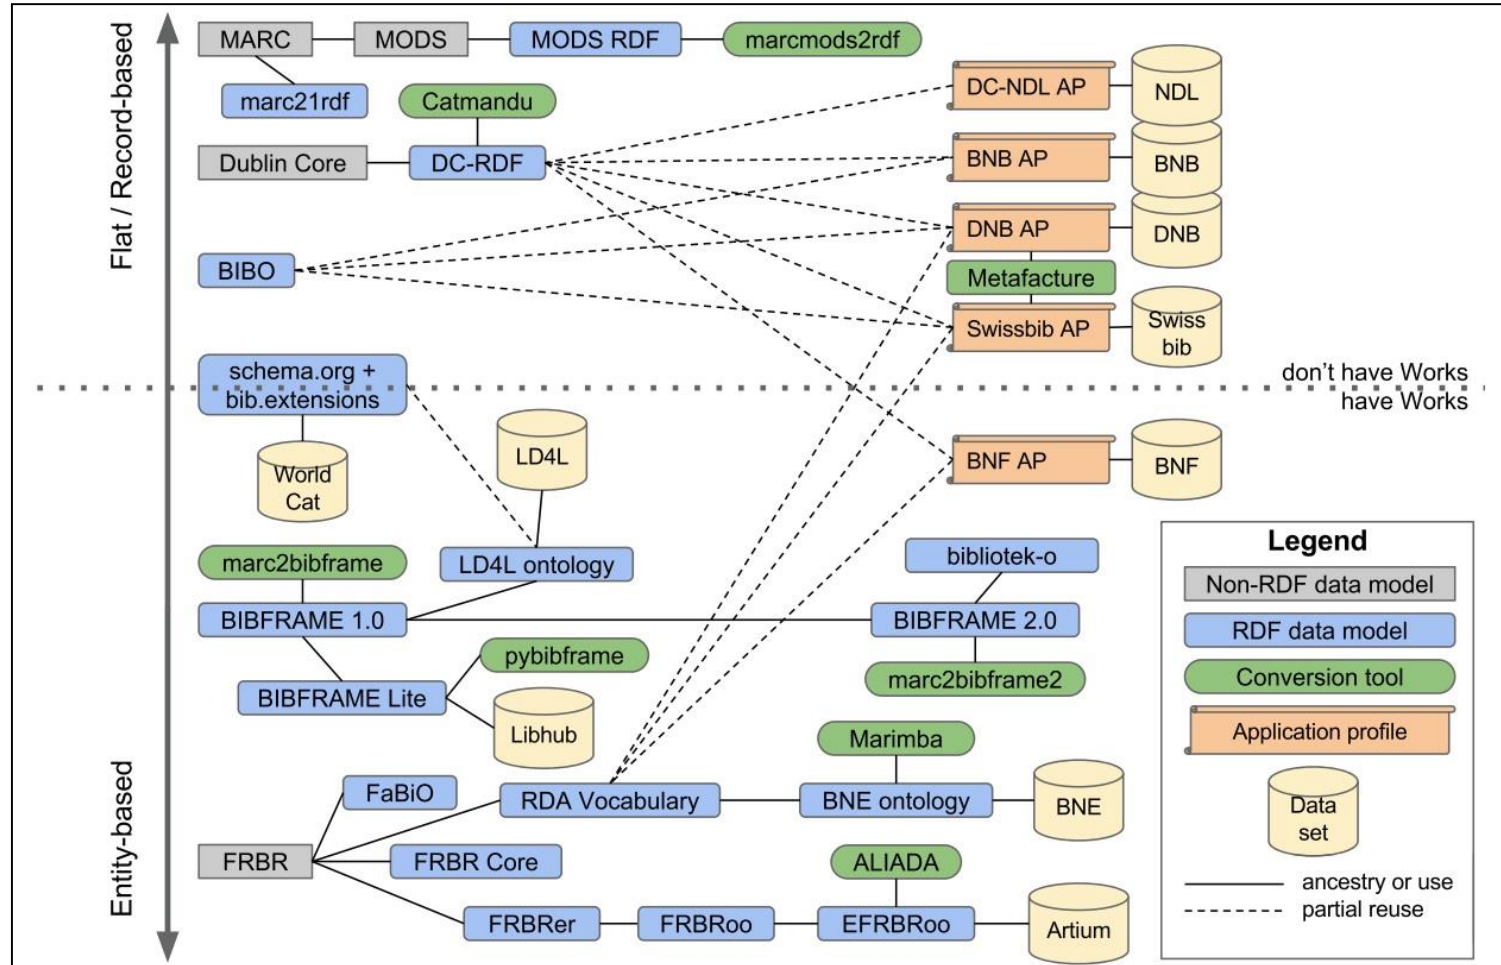 Flat / Record-based
Entity-based
MARC
MODS
MODS RDF
marcmods2rdf
marc21rdf
Catmandu
Dublin Core
DC-RDF
BIBO
DC-NDL AP
NDL
BNB AP
BNB
DNB AP
DNB
Metafacture
Swissbib AP
Swiss
bib
schema.org +
bib.extensions
don't have Works
have Works
World
Cat
LD4L
BNF AP
BNF
marc2bibframe
LD4L ontology
bibliotek-o
BIBFRAME 1.0
BIBFRAME 2.0
pybibframe
marc2bibframe2
BIBFRAME Lite
Libhub
Marimba
FaBiO
RDA Vocabulary
BNE ontology
BNE
FRBR
FRBR Core
ALIADA
FRBRer
FRBRoo
EFRBRoo
Artium
Legend
Non-RDF data model
RDF data model
Conversion tool
Application profile
Data
set
ancestry or use
partial reuse